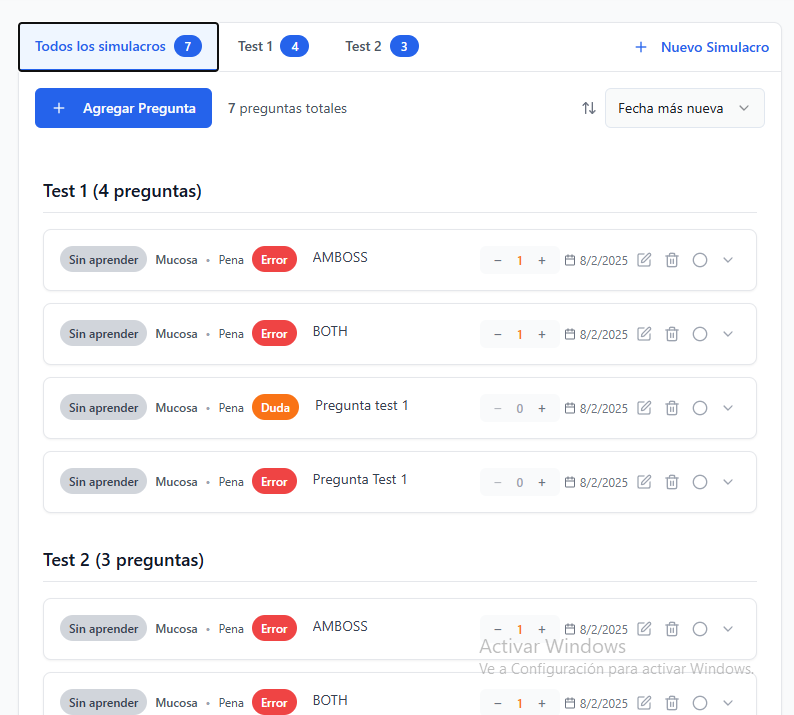 Todos los simulacros 7 Test 1 4 Test 2 3 + Nuevo Simulacro
+ Agregar Pregunta 7 preguntas totales Fecha más nueva
Test 1 (4 preguntas)
Sin aprender Mucosa • Pena Error AMBOSS − 1 + 8/2/2025
Sin aprender Mucosa • Pena Error BOTH − 1 + 8/2/2025
Sin aprender Mucosa • Pena Duda Pregunta test 1 − 0 + 8/2/2025
Sin aprender Mucosa • Pena Error Pregunta Test 1 − 0 + 8/2/2025
Test 2 (3 preguntas)
Sin aprender Mucosa • Pena Error AMBOSS − 1 + 8/2/2025
Activar Windows
Ve a Configuración para activar Windows.
Sin aprender Mucosa • Pena Error BOTH − 1 + 8/2/2025